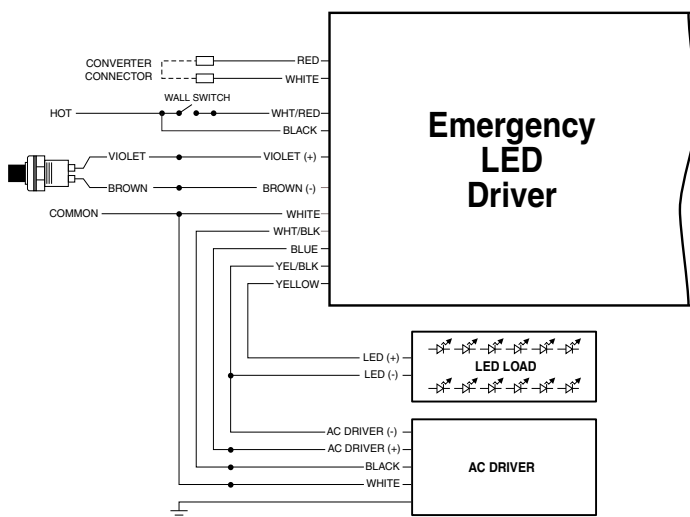 CONVERTER
CONNECTOR
RED
WHITE
HOT
WALL SWITCH
WHT/RED
BLACK
VIOLET
VIOLET (+)
BROWN
BROWN (-)
COMMON
WHITE
WHT/BLK
BLUE
YEL/BLK
YELLOW
Emergency
LED
Driver
LED (+)
LED (-)
LED LOAD
AC DRIVER (-)
AC DRIVER (+)
BLACK
WHITE
AC DRIVER